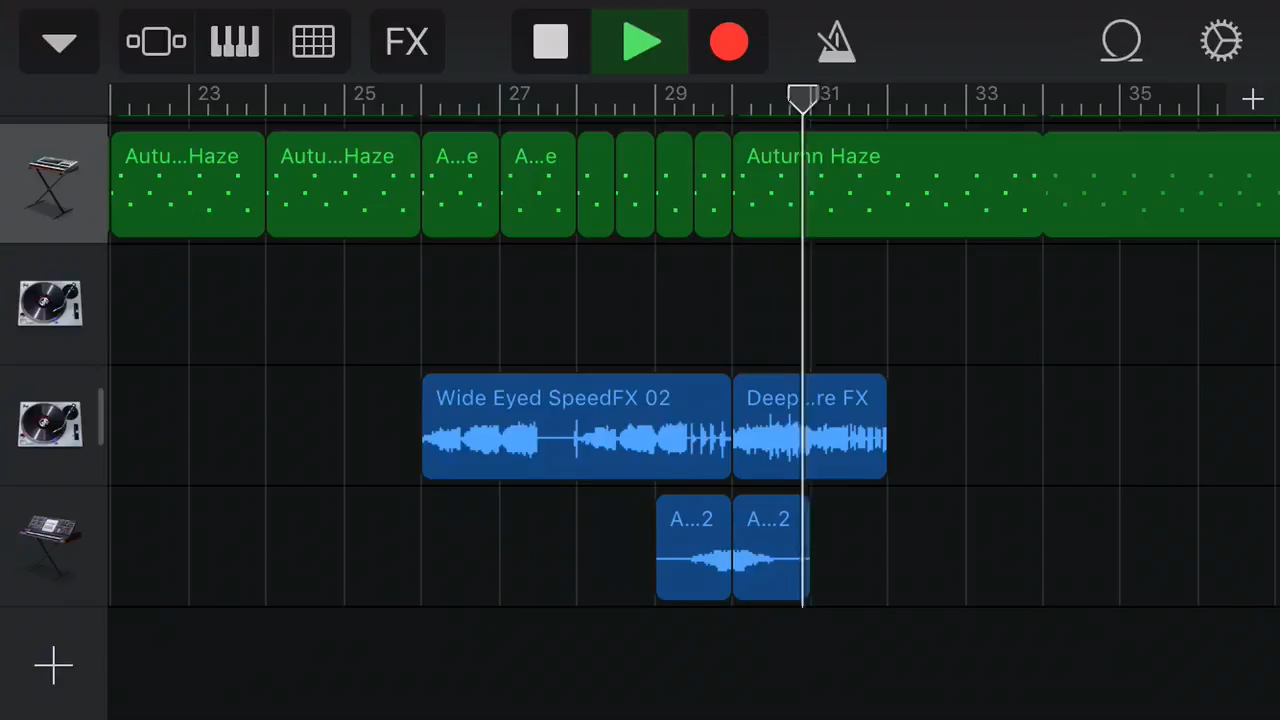 FX
23 25 27 29 31 33 35
Autu...Haze Autu...Haze A...e A...e Autumn Haze
Wide Eyed SpeedFX 02 Deep...re FX
A...2 A...2